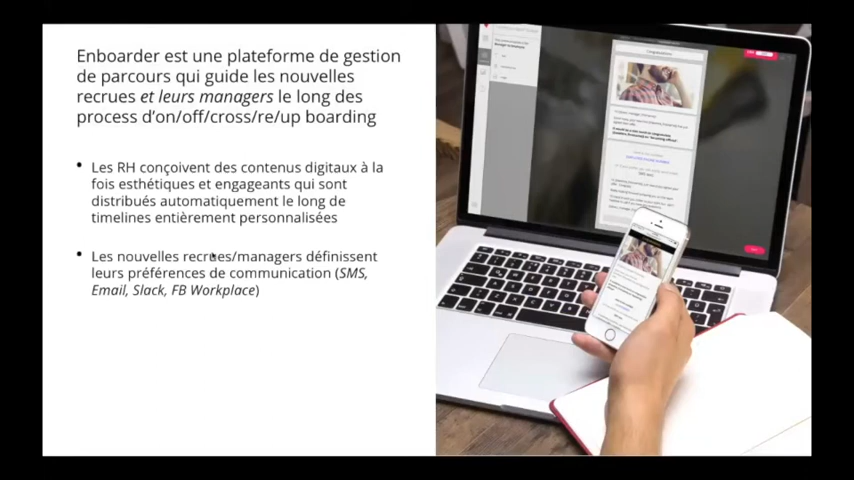 Enboarder est une plateforme de gestion
de parcours qui guide les nouvelles
recrues et leurs managers le long des
process d'on/off/cross/re/up boarding
• Les RH conçoivent des contenus digitaux à la
fois esthétiques et engageants qui sont
distribués automatiquement le long de
timelines entièrement personnalisées
• Les nouvelles recrues/managers définissent
leurs préférences de communication (SMS,
Email, Slack, FB Workplace)